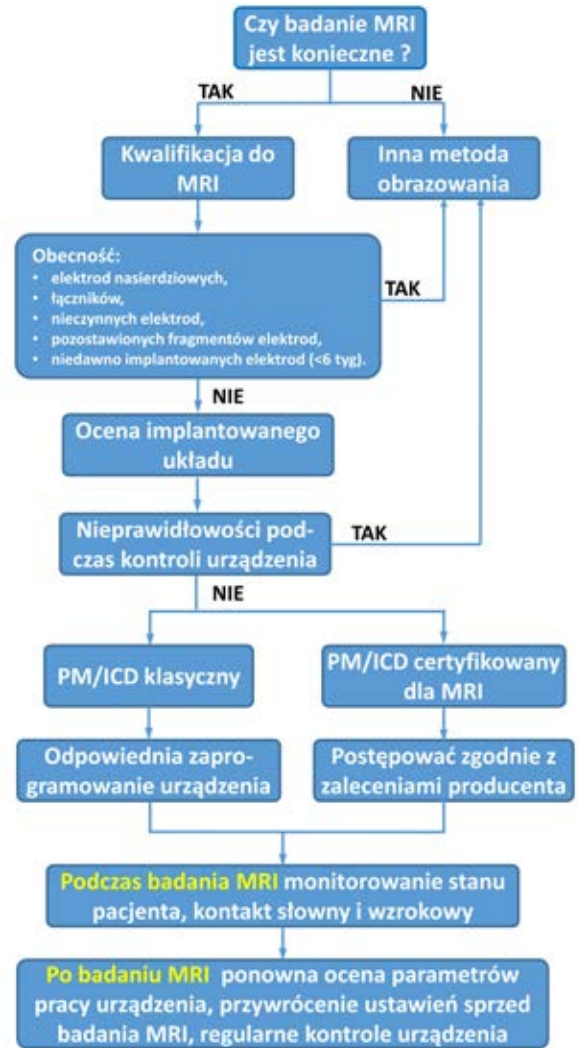 Czy badanie MRI
jest konieczne ?
TAK
NIE
Kwalifikacja do
MRI
Inna metoda
obrazowania
Obecność:
• elektrod nasierdziowych,
• łączników,
• nieczynnych elektrod,
• pozostawionych fragmentów elektrod,
• niedawno implantowanych elektrod (<6 tyg).
TAK
NIE
Ocena implantowanego
układu
Nieprawidłowości pod-
czas kontroli urządzenia
TAK
NIE
PM/ICD klasyczny
PM/ICD certyfikowany
dla MRI
Odpowiednia zapro-
gramowanie urządzenia
Postępować zgodnie z
zaleceniami producenta
Podczas badania MRI monitorowanie stanu
pacjenta, kontakt słowny i wzrokowy
Po badaniu MRI ponowna ocena parametrów
pracy urządzenia, przywrócenie ustawień sprzed
badania MRI, regularne kontrole urządzenia